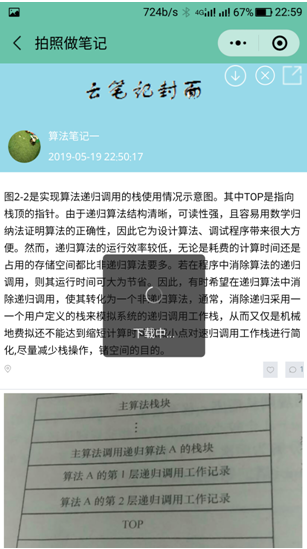 724b/s 4G 67% 22:59
拍照做笔记
云笔记封面
算法笔记一
2019-05-19 22:50:17
图2-2是实现算法递归调用的栈使用情况示意图。其中TOP是指向
栈顶的指针。由于递归算法结构清晰，可读性强，且容易用数学归
纳法证明算法的正确性，因此它为设计算法、调试程序带来很大方
便。然而，递归算法的运行效率较低，无论是耗费的计算时间还是
占用的存储空间都比非递归算法要多。若在程序中消除算法的递归
调用，则其运行时间可大为节省。因此，有时希望在递归算法中消
除递归调用，使其转化为一个非递归算法，通常，消除递归采用一
一个用户定义的栈来模拟系统的递归调用工作栈，从而又仅是机械
地费拟还不能达到缩短计算时
小点对速归调用工作栈进行简
化,尽量减少栈操作，
锗空间的目的。
下载中...
1
主算法栈块
⋮
主算法调用递归算法 A 的栈块
算法 A 的第 1 层递归调用工作记录
算法 A 的第 2 层递归调用工作记录
TOP